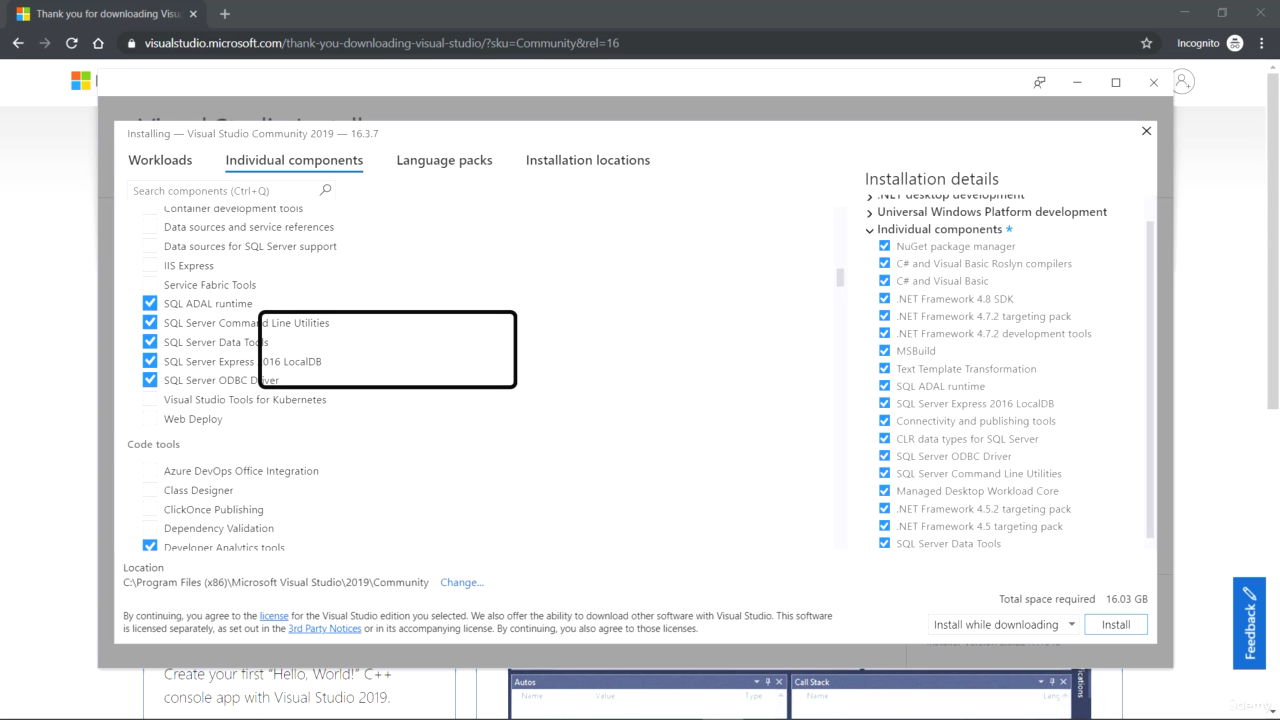 Thank you for downloading Visu
visualstudio.microsoft.com/thank-you-downloading-visual-studio/?sku=Community&rel=16
Incognito
Installing — Visual Studio Community 2019 — 16.3.7
Workloads
Individual components
Language packs
Installation locations
Search components (Ctrl+Q)
Container development tools
Data sources and service references
Data sources for SQL Server support
IIS Express
Service Fabric Tools
SQL ADAL runtime
SQL Server Command Line Utilities
SQL Server Data Tools
SQL Server Express 2016 LocalDB
SQL Server ODBC Driver
Visual Studio Tools for Kubernetes
Web Deploy
Code tools
Azure DevOps Office Integration
Class Designer
ClickOnce Publishing
Dependency Validation
Developer Analytics tools
Installation details
.NET desktop development
Universal Windows Platform development
Individual components *
NuGet package manager
C# and Visual Basic Roslyn compilers
C# and Visual Basic
.NET Framework 4.8 SDK
.NET Framework 4.7.2 targeting pack
.NET Framework 4.7.2 development tools
MSBuild
Text Template Transformation
SQL ADAL runtime
SQL Server Express 2016 LocalDB
Connectivity and publishing tools
CLR data types for SQL Server
SQL Server ODBC Driver
SQL Server Command Line Utilities
Managed Desktop Workload Core
.NET Framework 4.5.2 targeting pack
.NET Framework 4.5 targeting pack
SQL Server Data Tools
Location
C:\Program Files (x86)\Microsoft Visual Studio\2019\Community Change...
Total space required 16.03 GB
By continuing, you agree to the license for the Visual Studio edition you selected. We also offer the ability to download other software with Visual Studio. This software
is licensed separately, as set out in the 3rd Party Notices or in its accompanying license. By continuing, you also agree to those licenses.
Install while downloading
Install
Feedback
Create your first "Hello, World!" C++
console app with Visual Studio 2019.
Autos
Name Value Type
Call Stack
Name Lang
Udemy